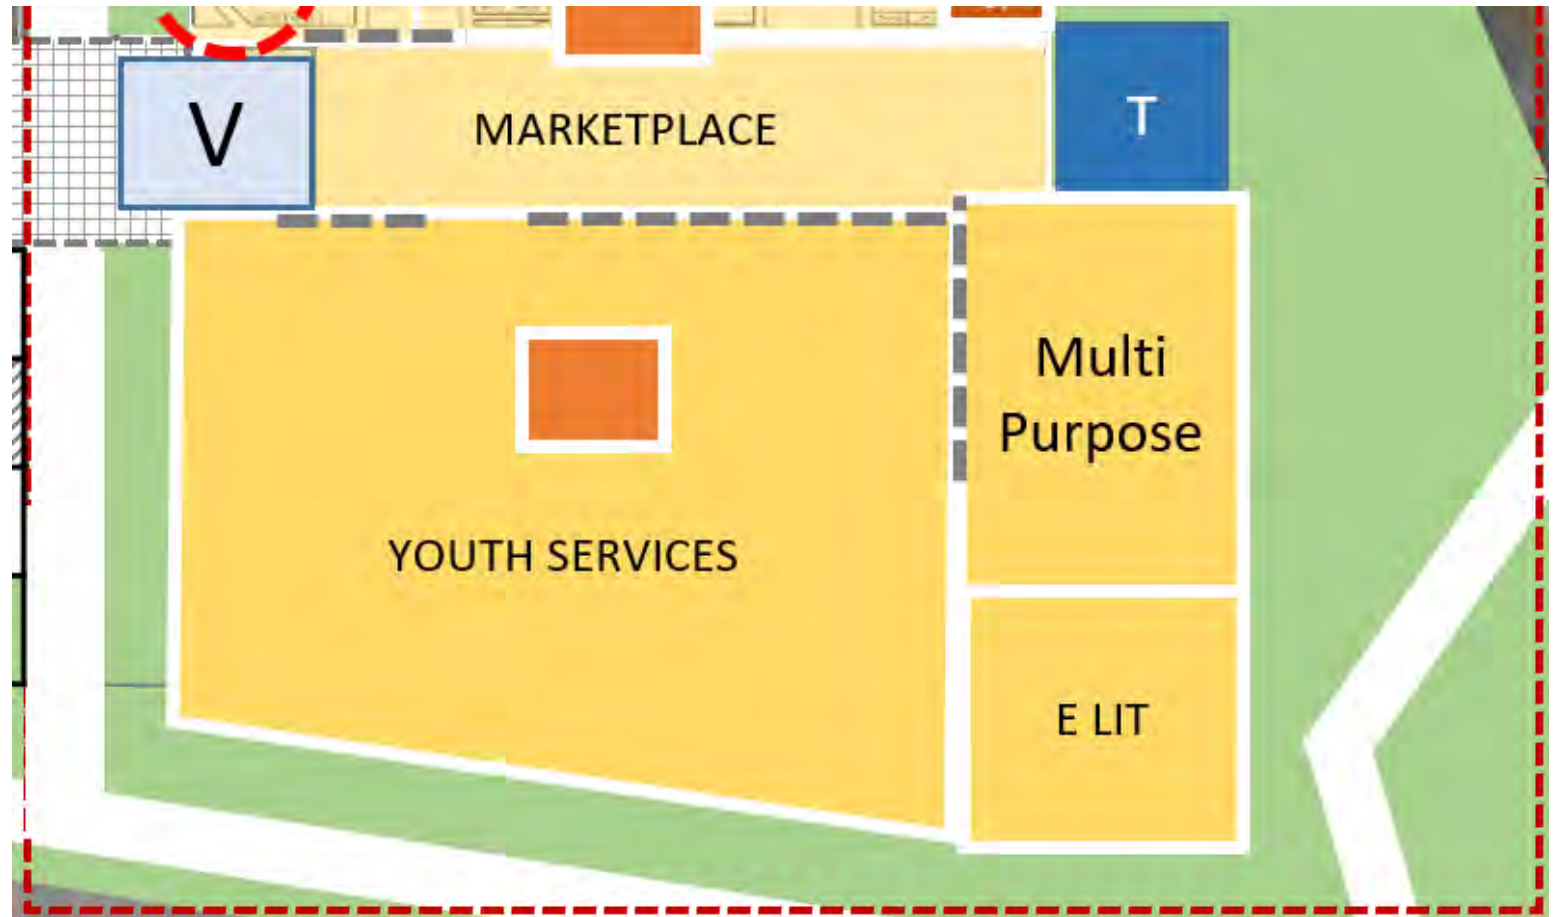 V
MARKETPLACE
T
Multi
Purpose
YOUTH SERVICES
E LIT